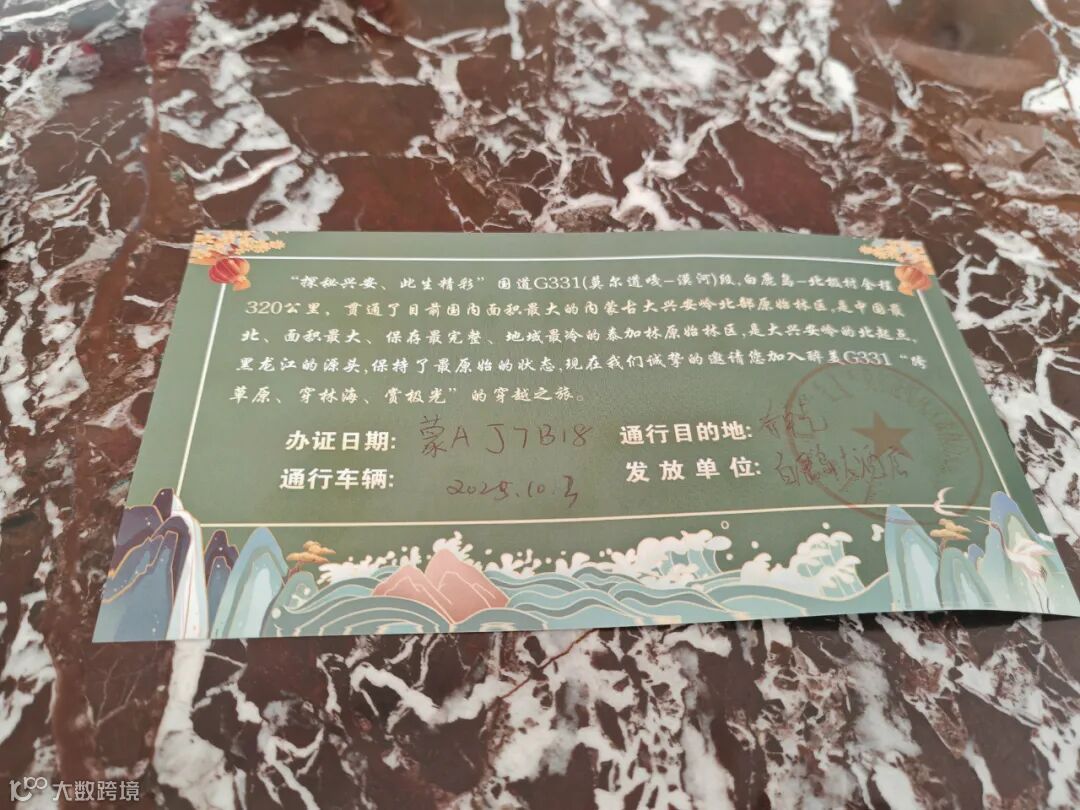 “探秘兴安、此生精彩”国道G331(莫尔道嘎-漠河)段,白鹿岛-北极村全程
320公里、贯通了目前国内面积最大的内蒙古大兴安岭北部原始林区,是中国最
北、面积最大、保存最完整、地域最冷的泰加林原始林区,是大兴安岭的北起点,
黑龙江的源头,保持了最原始的状态,现在我们诚挚的邀请您加入醉美G331“跨
草原、穿林海、赏极光”的穿越之旅。
办证日期: 蒙A J7B18 通行目的地:
通行车辆: 2025.10.3 发放单位: 白鹿岛大酒店
大数跨境